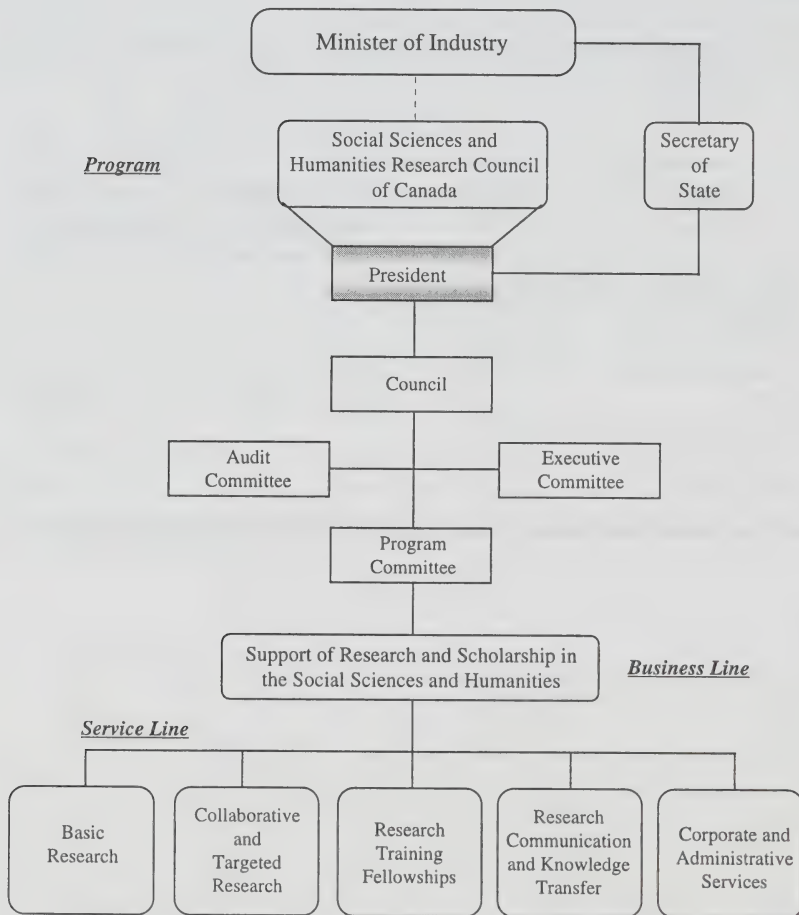 Minister of Industry
Program
Social Sciences and
Humanities Research Council
of Canada
Secretary
of
State
President
Council
Audit
Committee
Executive
Committee
Program
Committee
Support of Research and Scholarship in
the Social Sciences and Humanities
Business Line
Service Line
Basic
Research
Collaborative
and
Targeted
Research
Research
Training
Fellowships
Research
Communication
and Knowledge
Transfer
Corporate and
Administrative
Services